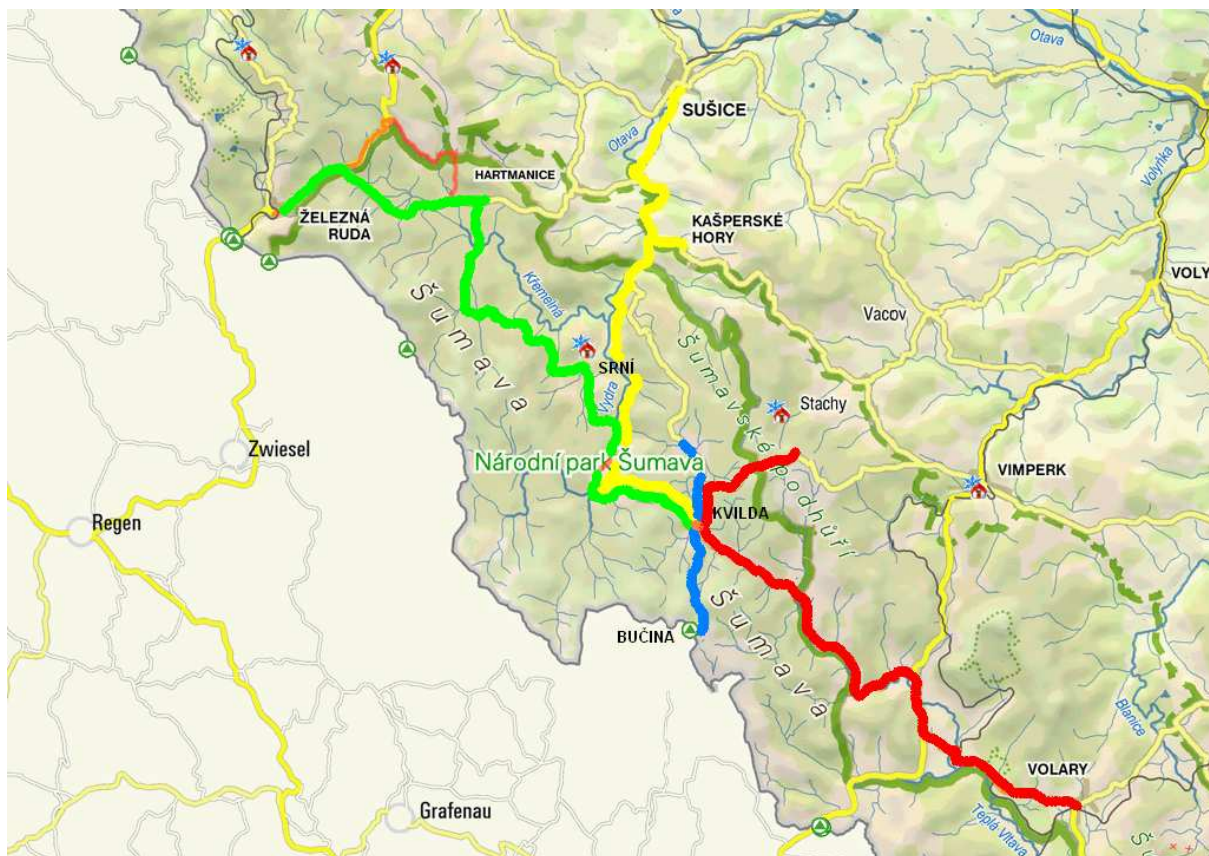 Otava
SUŠICE
Otava
Volyňka
HARTMANICE
ŽELEZNÁ
RUDA
KAŠPERSKÉ
HORY
Křemelná
VOLY
Šumava
Vacov
SRNÍ
Šumavské podhůří
Vydra
Stachy
Zwiesel
Národní park Šumava
VIMPERK
Regen
KVILDA
Šumava
BUČINA
Blanice
VOLARY
Grafenau
Teplá Vltava
Šu